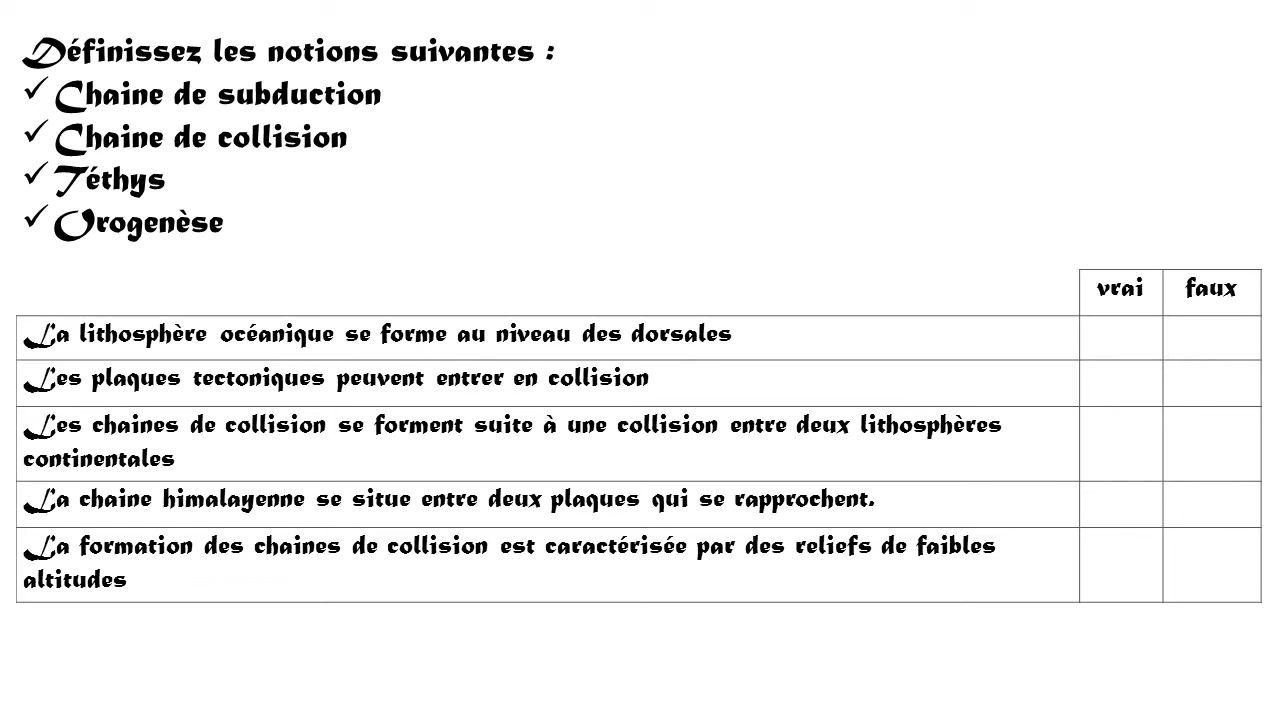 Définissez les notions suivantes :
✓ Chaine de subduction
✓ Chaine de collision
✓ Téthys
✓ Orogenèse
vrai faux
La lithosphère océanique se forme au niveau des dorsales
Les plaques tectoniques peuvent entrer en collision
Les chaines de collision se forment suite à une collision entre deux lithosphères
continentales
La chaine himalayenne se situe entre deux plaques qui se rapprochent.
La formation des chaines de collision est caractérisée par des reliefs de faibles
altitudes